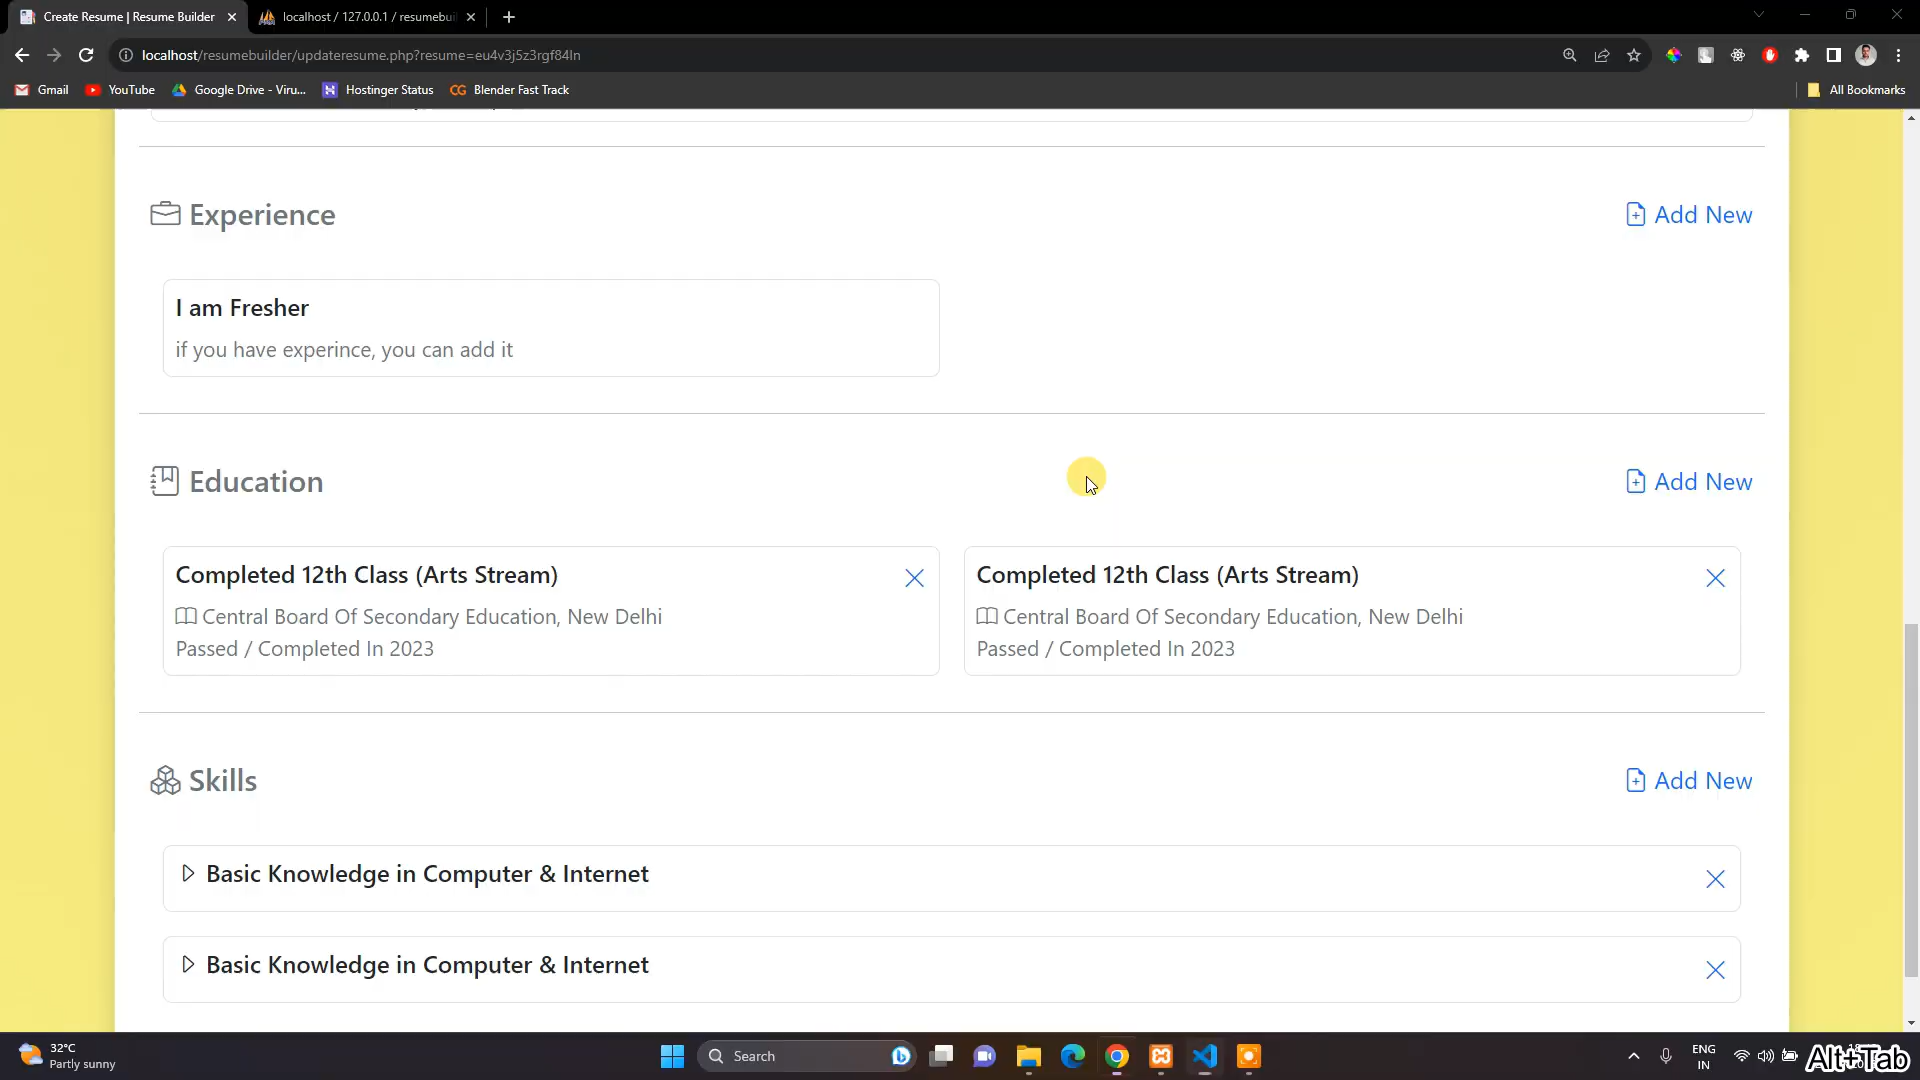 Create Resume | Resume Builder
localhost / 127.0.0.1 / resumebui
localhost/resumebuilder/updateresume.php?resume=eu4v3j5z3rgf84ln
Gmail
YouTube
Google Drive - Viru...
Hostinger Status
CG Blender Fast Track
All Bookmarks
Experience
Add New
I am Fresher
if you have experince, you can add it
Education
Add New
Completed 12th Class (Arts Stream)
Central Board Of Secondary Education, New Delhi
Passed / Completed In 2023
Completed 12th Class (Arts Stream)
Central Board Of Secondary Education, New Delhi
Passed / Completed In 2023
Skills
Add New
Basic Knowledge in Computer & Internet
Basic Knowledge in Computer & Internet
32°C
Partly sunny
Search
ENG
IN
Alt+Tab